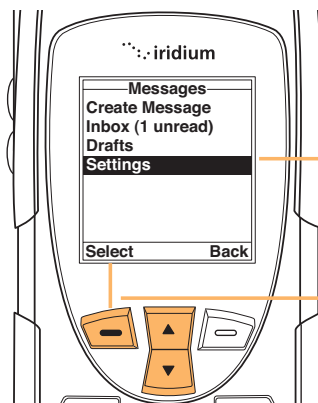 iridium
Messages
Create Message
Inbox (1 unread)
Drafts
Settings
Select Back